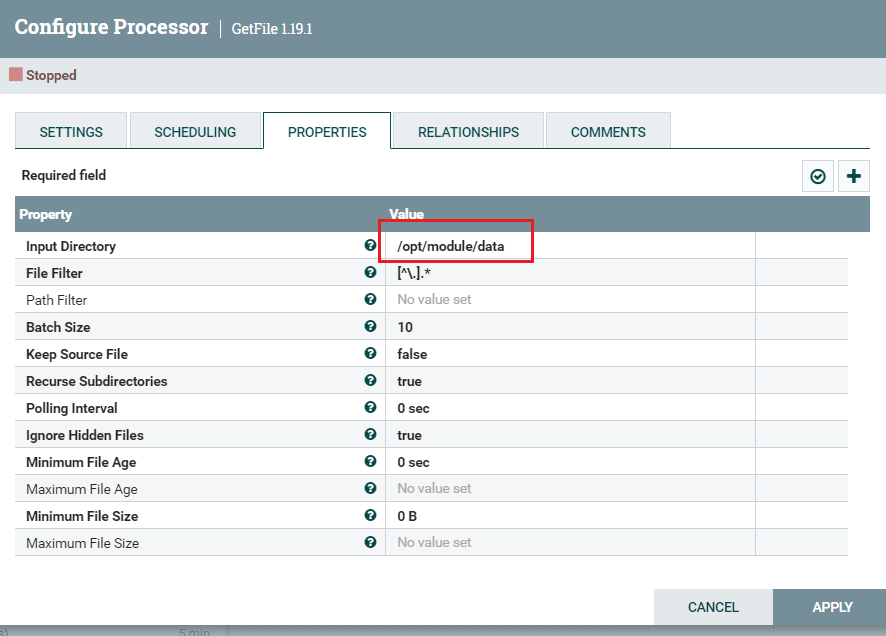 Configure Processor | GetFile 1.19.1
Stopped
SETTINGS SCHEDULING PROPERTIES RELATIONSHIPS COMMENTS
Required field
Property Value
Input Directory /opt/module/data
File Filter [^\.].*
Path Filter No value set
Batch Size 10
Keep Source File false
Recurse Subdirectories true
Polling Interval 0 sec
Ignore Hidden Files true
Minimum File Age 0 sec
Maximum File Age No value set
Minimum File Size 0 B
Maximum File Size No value set
CANCEL APPLY
5 min